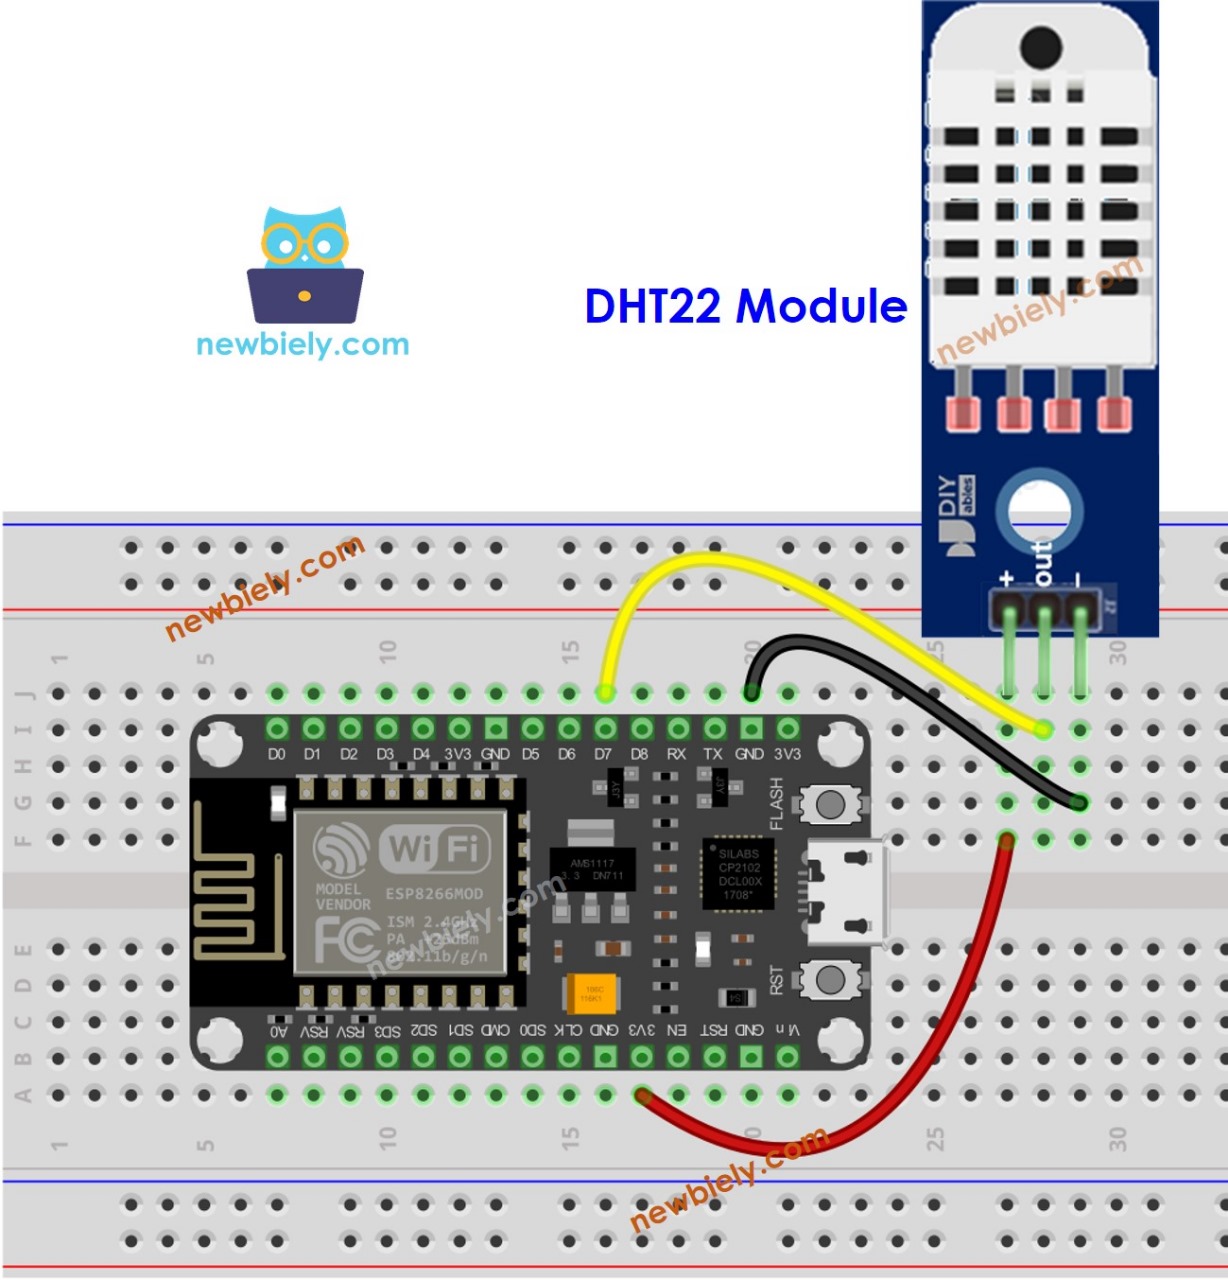 newbiely.com
DHT22 Module
newbiely.com
DIY
ables
+ out −
newbiely.com
1 5 10 15 20 25 30
J
I
H
G
F
D0 D1 D2 D3 D4 3V3 GND D5 D6 D7 D8 RX TX GND 3V3
FLASH
WiFi
MODEL
VENDOR
ESP8266MOD
ISM 2.4GHz
PA +25dBm
802.11b/g/n
FC
AMS1117
3.3 DN711
SILABS
CP2102
DCL00X
1708*
newbiely.com
RST
E
D
C
B
A
A0 RSV RSV SD3 SD2 SD1 CMD SD0 CLK GND 3V3 EN RST GND Vin
1 5 10 15 20 25 30
newbiely.com